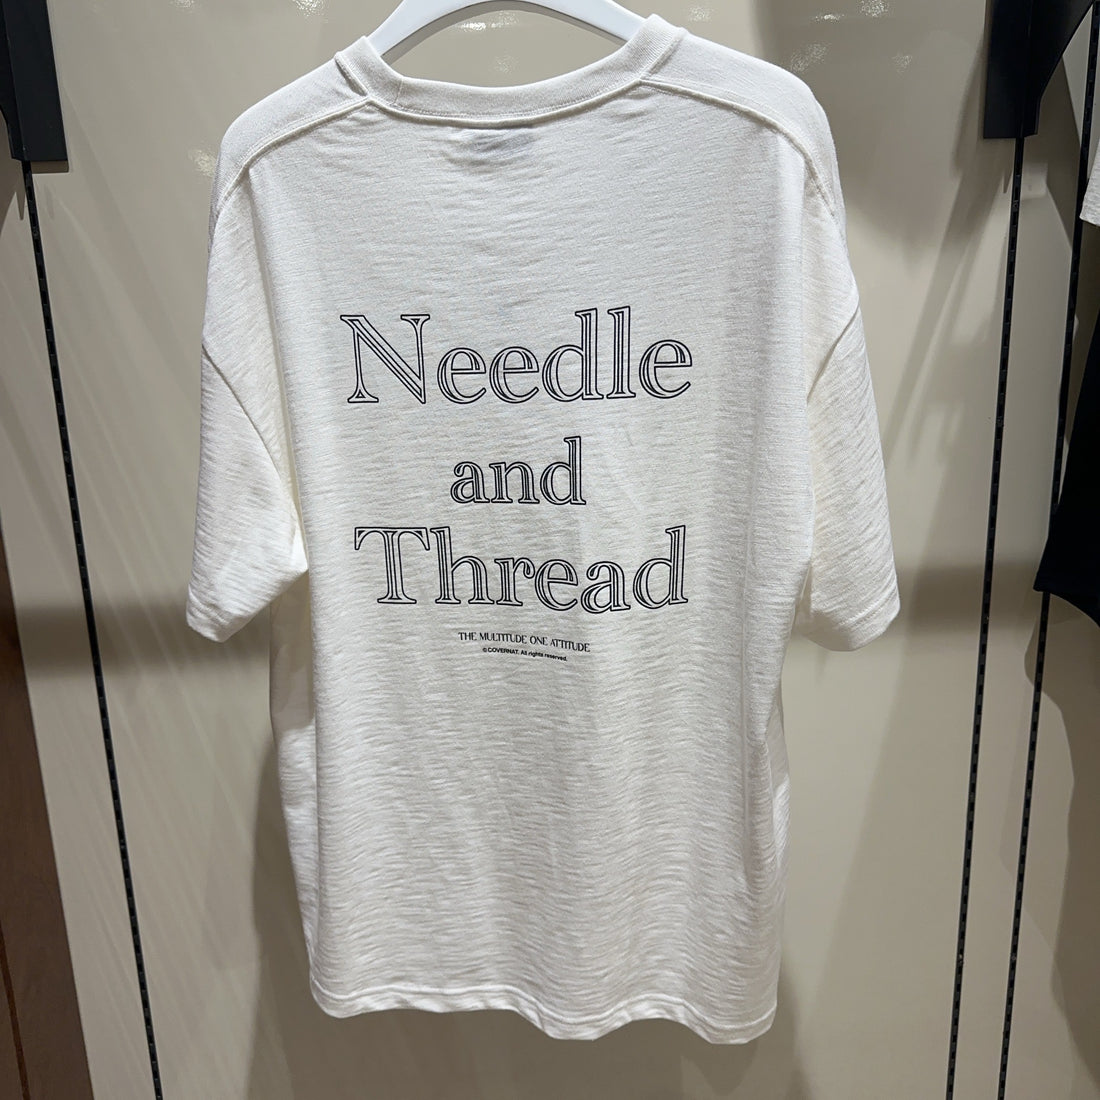 Needle
and
Thread
THE MULTITUDE ONE ATTITUDE
© COVERNAT. All rights reserved.